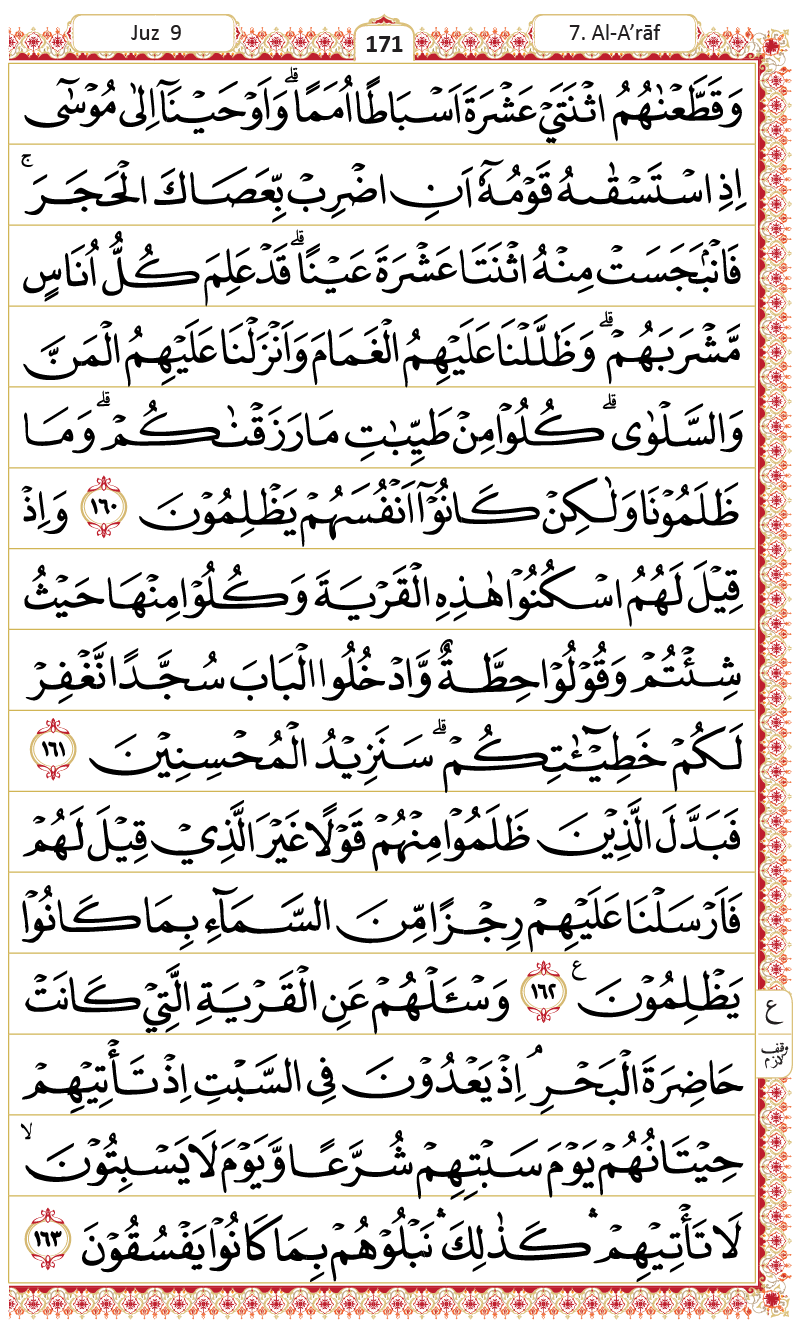 Juz 9
171
7. Al-A’rāf
وَقَطَّعْنٰهُمُ اثْنَتَيْ عَشْرَةَ اَسْبَاطًا اُمَمًا ۗ وَاَوْحَيْنَآ اِلٰى مُوْسٰٓى
اِذِ اسْتَسْقٰىهُ قَوْمُهٗٓ اَنِ اضْرِبْ بِّعَصَاكَ الْحَجَرَ ۚ
فَانْۢبَجَسَتْ مِنْهُ اثْنَتَا عَشْرَةَ عَيْنًا ۗ قَدْ عَلِمَ كُلُّ اُنَاسٍ
مَّشْرَبَهُمْ ۗ وَظَلَّلْنَا عَلَيْهِمُ الْغَمَامَ وَاَنْزَلْنَا عَلَيْهِمُ الْمَنَّ
وَالسَّلْوٰى ۗ كُلُوْا مِنْ طَيِّبٰتِ مَا رَزَقْنٰكُمْ ۗ وَمَا
ظَلَمُوْنَا وَلٰكِنْ كَانُوْٓا اَنْفُسَهُمْ يَظْلِمُوْنَ ١٦٠ وَاِذْ
قِيْلَ لَهُمُ اسْكُنُوْا هٰذِهِ الْقَرْيَةَ وَكُلُوْا مِنْهَا حَيْثُ
شِئْتُمْ وَقُوْلُوْا حِطَّةٌ وَّادْخُلُوا الْبَابَ سُجَّدًا نَّغْفِرْ
لَكُمْ خَطِيْۤـٰٔتِكُمْ ۗ سَنَزِيْدُ الْمُحْسِنِيْنَ ١٦١
فَبَدَّلَ الَّذِيْنَ ظَلَمُوْا مِنْهُمْ قَوْلًا غَيْرَ الَّذِيْ قِيْلَ لَهُمْ
فَاَرْسَلْنَا عَلَيْهِمْ رِجْزًا مِّنَ السَّمَاۤءِ بِمَا كَانُوْا
يَظْلِمُوْنَ ࣖ ١٦٢ وَسْـَٔلْهُمْ عَنِ الْقَرْيَةِ الَّتِيْ كَانَتْ
ع
وقف لازم
حَاضِرَةَ الْبَحْرِۘ اِذْ يَعْدُوْنَ فِى السَّبْتِ اِذْ تَأْتِيْهِمْ
حِيْتَانُهُمْ يَوْمَ سَبْتِهِمْ شُرَّعًا وَّيَوْمَ لَا يَسْبِتُوْنَ ۙ
لَا تَأْتِيْهِمْ ۛ كَذٰلِكَ ۛ نَبْلُوْهُمْ بِمَا كَانُوْا يَفْسُقُوْنَ ١٦٣